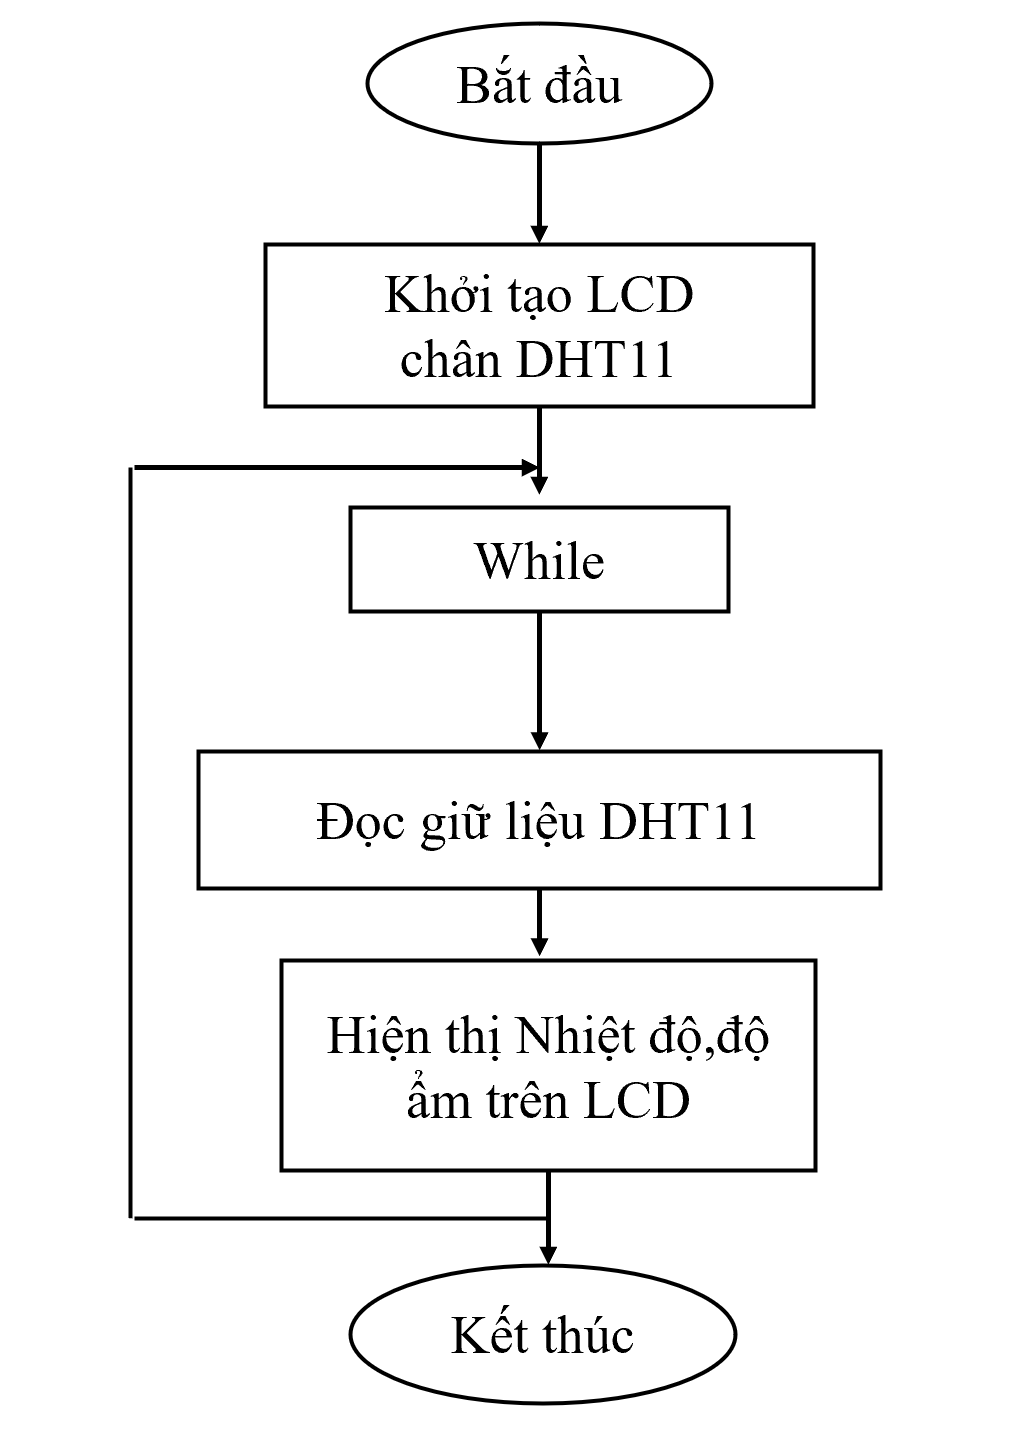 Bắt đầu
Khởi tạo LCD
chân DHT11
While
Đọc giữ liệu DHT11
Hiện thị Nhiệt độ,độ
ẩm trên LCD
Kết thúc